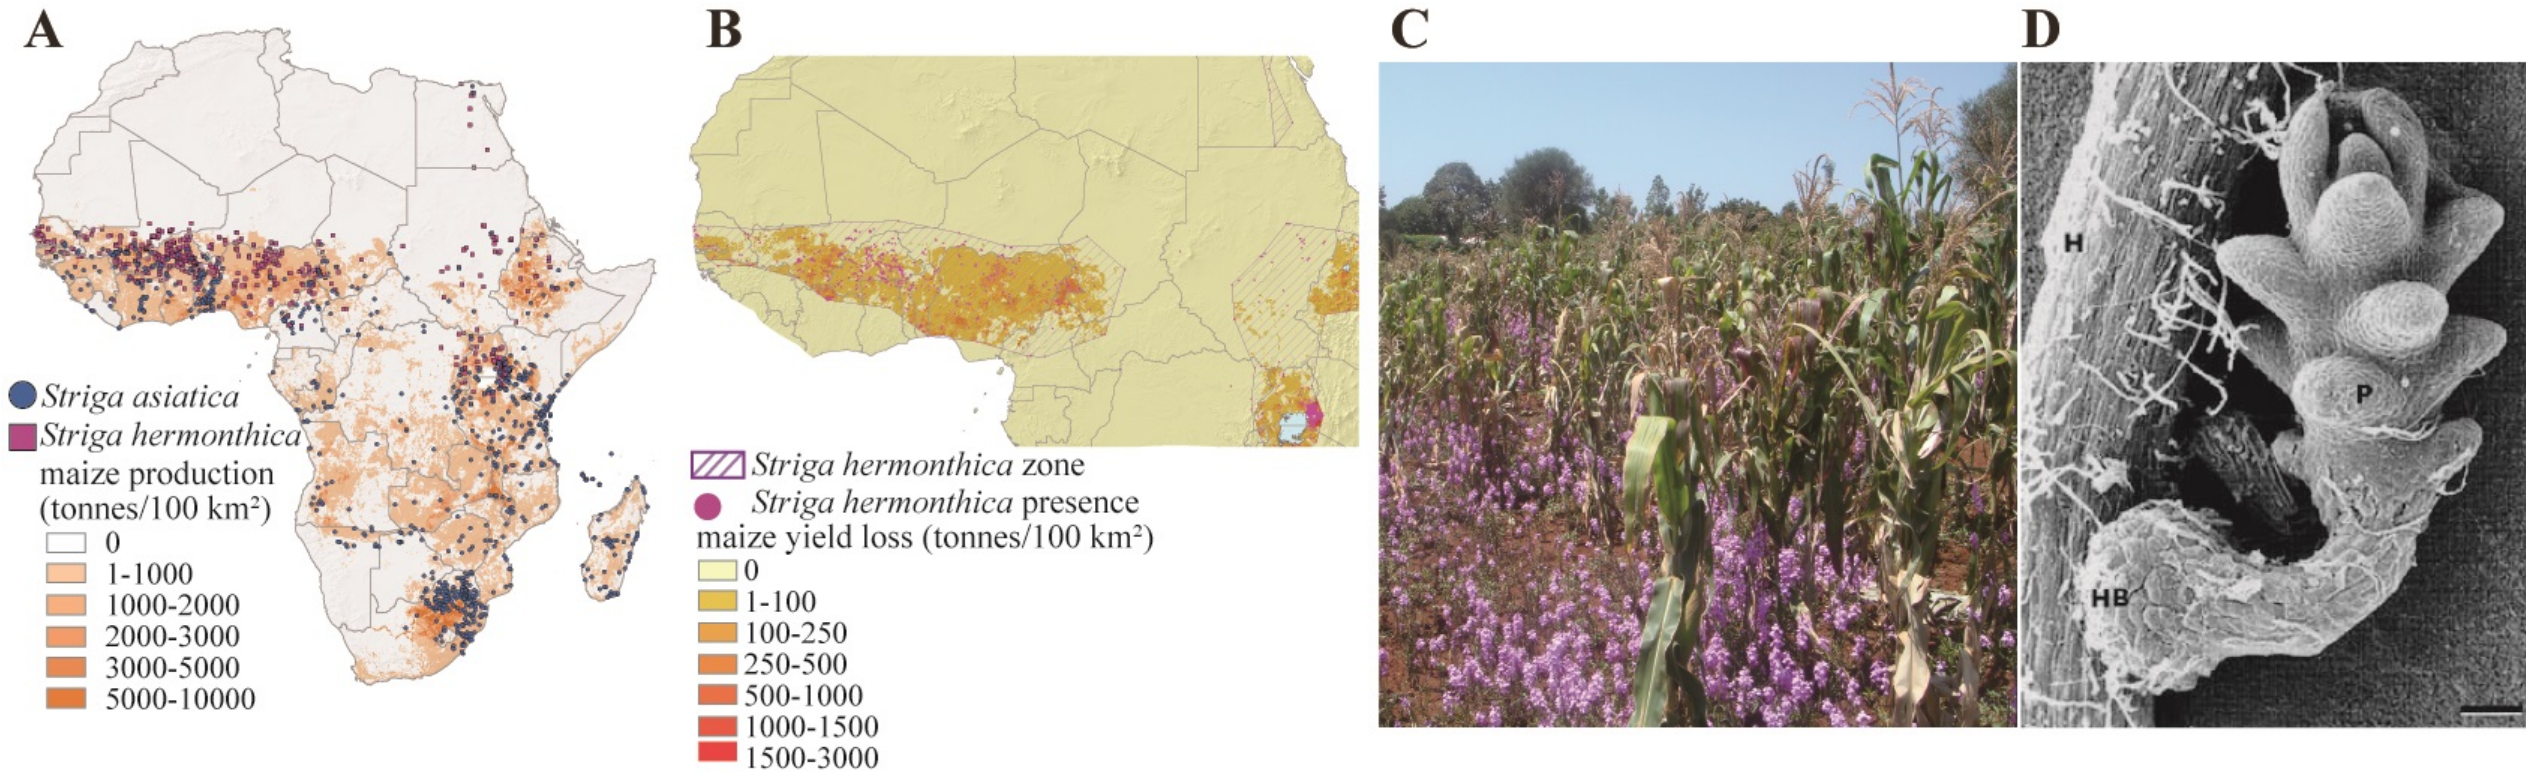 A
Striga asiatica
Striga hermonthica
maize production
(tonnes/100 km²)
0
1-1000
1000-2000
2000-3000
3000-5000
5000-10000
B
Striga hermonthica zone
Striga hermonthica presence
maize yield loss (tonnes/100 km²)
0
1-100
100-250
250-500
500-1000
1000-1500
1500-3000
C
D
H
P
HB